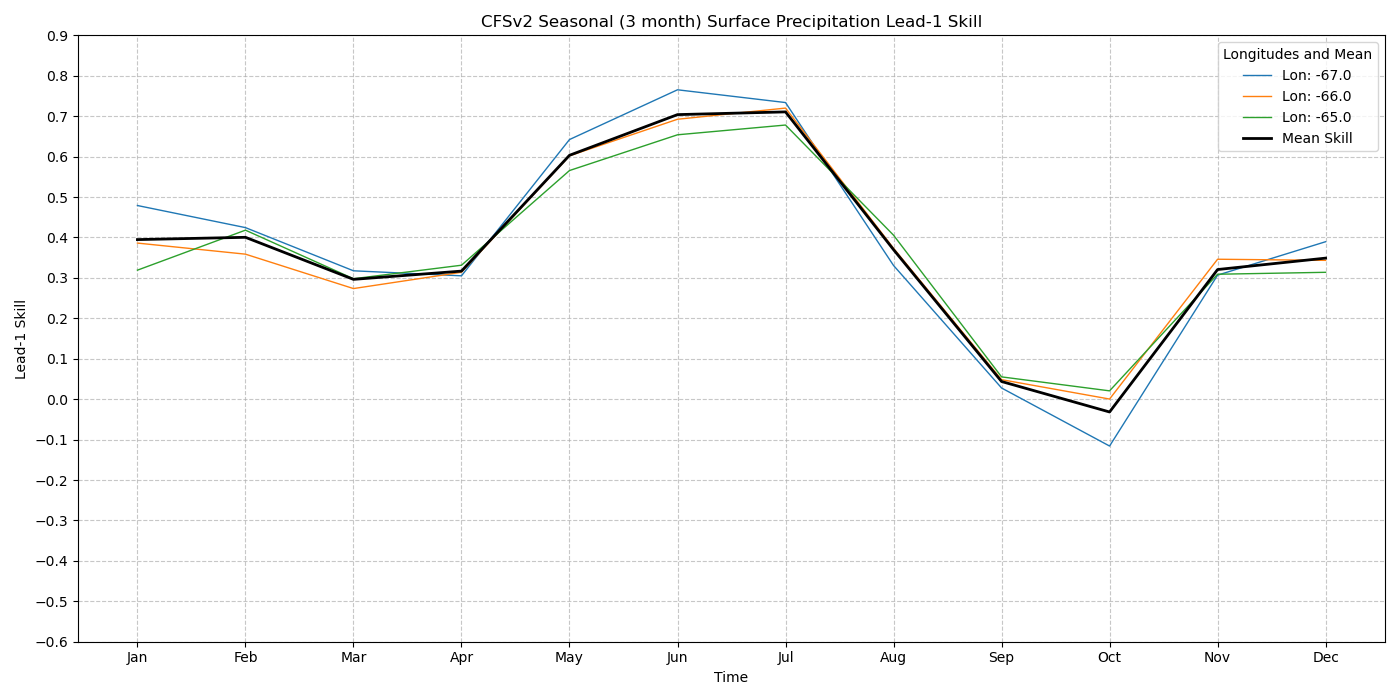 CFSv2 Seasonal (3 month) Surface Precipitation Lead-1 Skill
0.9
0.8
0.7
0.6
0.5
0.4
0.3
0.2
0.1
0.0
−0.1
−0.2
−0.3
−0.4
−0.5
−0.6
Lead-1 Skill
Longitudes and Mean
Lon: -67.0
Lon: -66.0
Lon: -65.0
Mean Skill
Jan Feb Mar Apr May Jun Jul Aug Sep Oct Nov Dec
Time